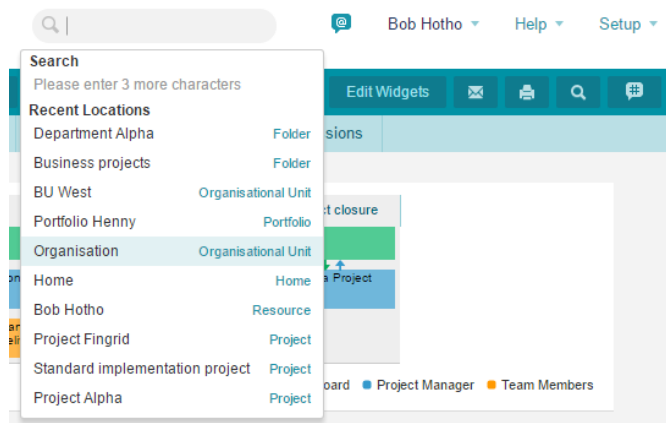 Bob Hotho Help Setup
Search
Please enter 3 more characters
Recent Locations
Department Alpha Folder
Business projects Folder
BU West Organisational Unit
Portfolio Henny Portfolio
Organisation Organisational Unit
Home Home
Bob Hotho Resource
Project Fingrid Project
Standard implementation project Project
Project Alpha Project
Edit Widgets
sions
ct closure
a Project
oard Project Manager Team Members